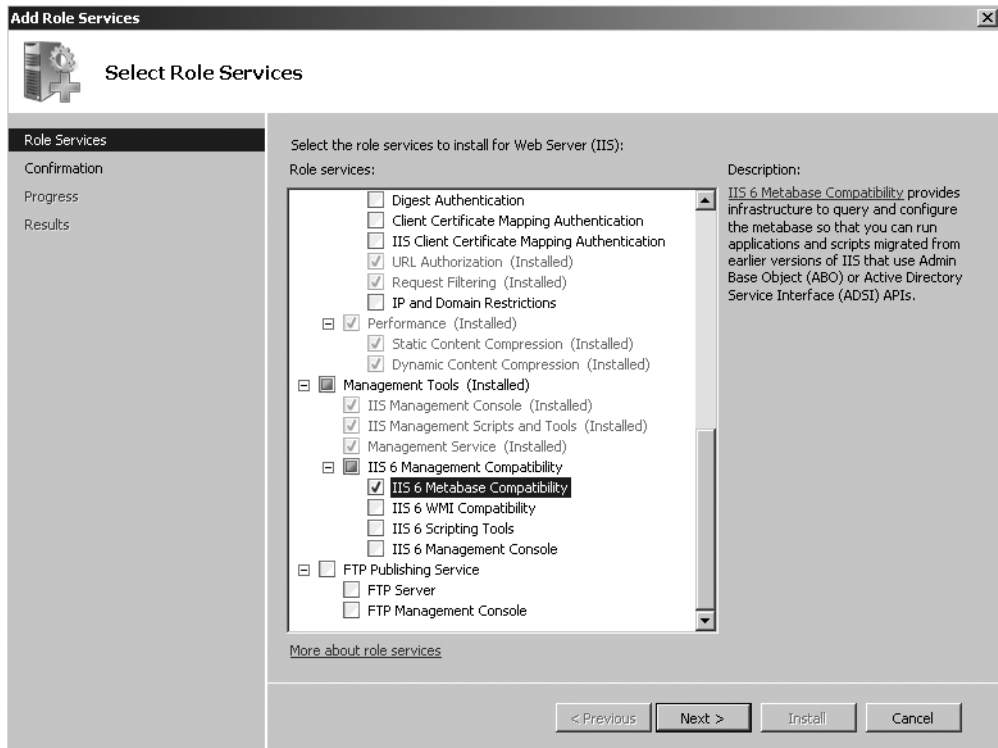 Add Role Services
Select Role Services
Role Services
Confirmation
Progress
Results
Select the role services to install for Web Server (IIS):
Role services:
Digest Authentication
Client Certificate Mapping Authentication
IIS Client Certificate Mapping Authentication
URL Authorization (Installed)
Request Filtering (Installed)
IP and Domain Restrictions
Performance (Installed)
Static Content Compression (Installed)
Dynamic Content Compression (Installed)
Management Tools (Installed)
IIS Management Console (Installed)
IIS Management Scripts and Tools (Installed)
Management Service (Installed)
IIS 6 Management Compatibility
IIS 6 Metabase Compatibility
IIS 6 WMI Compatibility
IIS 6 Scripting Tools
IIS 6 Management Console
FTP Publishing Service
FTP Server
FTP Management Console
More about role services
Description:
IIS 6 Metabase Compatibility provides
infrastructure to query and configure
the metabase so that you can run
applications and scripts migrated from
earlier versions of IIS that use Admin
Base Object (ABO) or Active Directory
Service Interface (ADSI) APIs.
< Previous
Next >
Install
Cancel